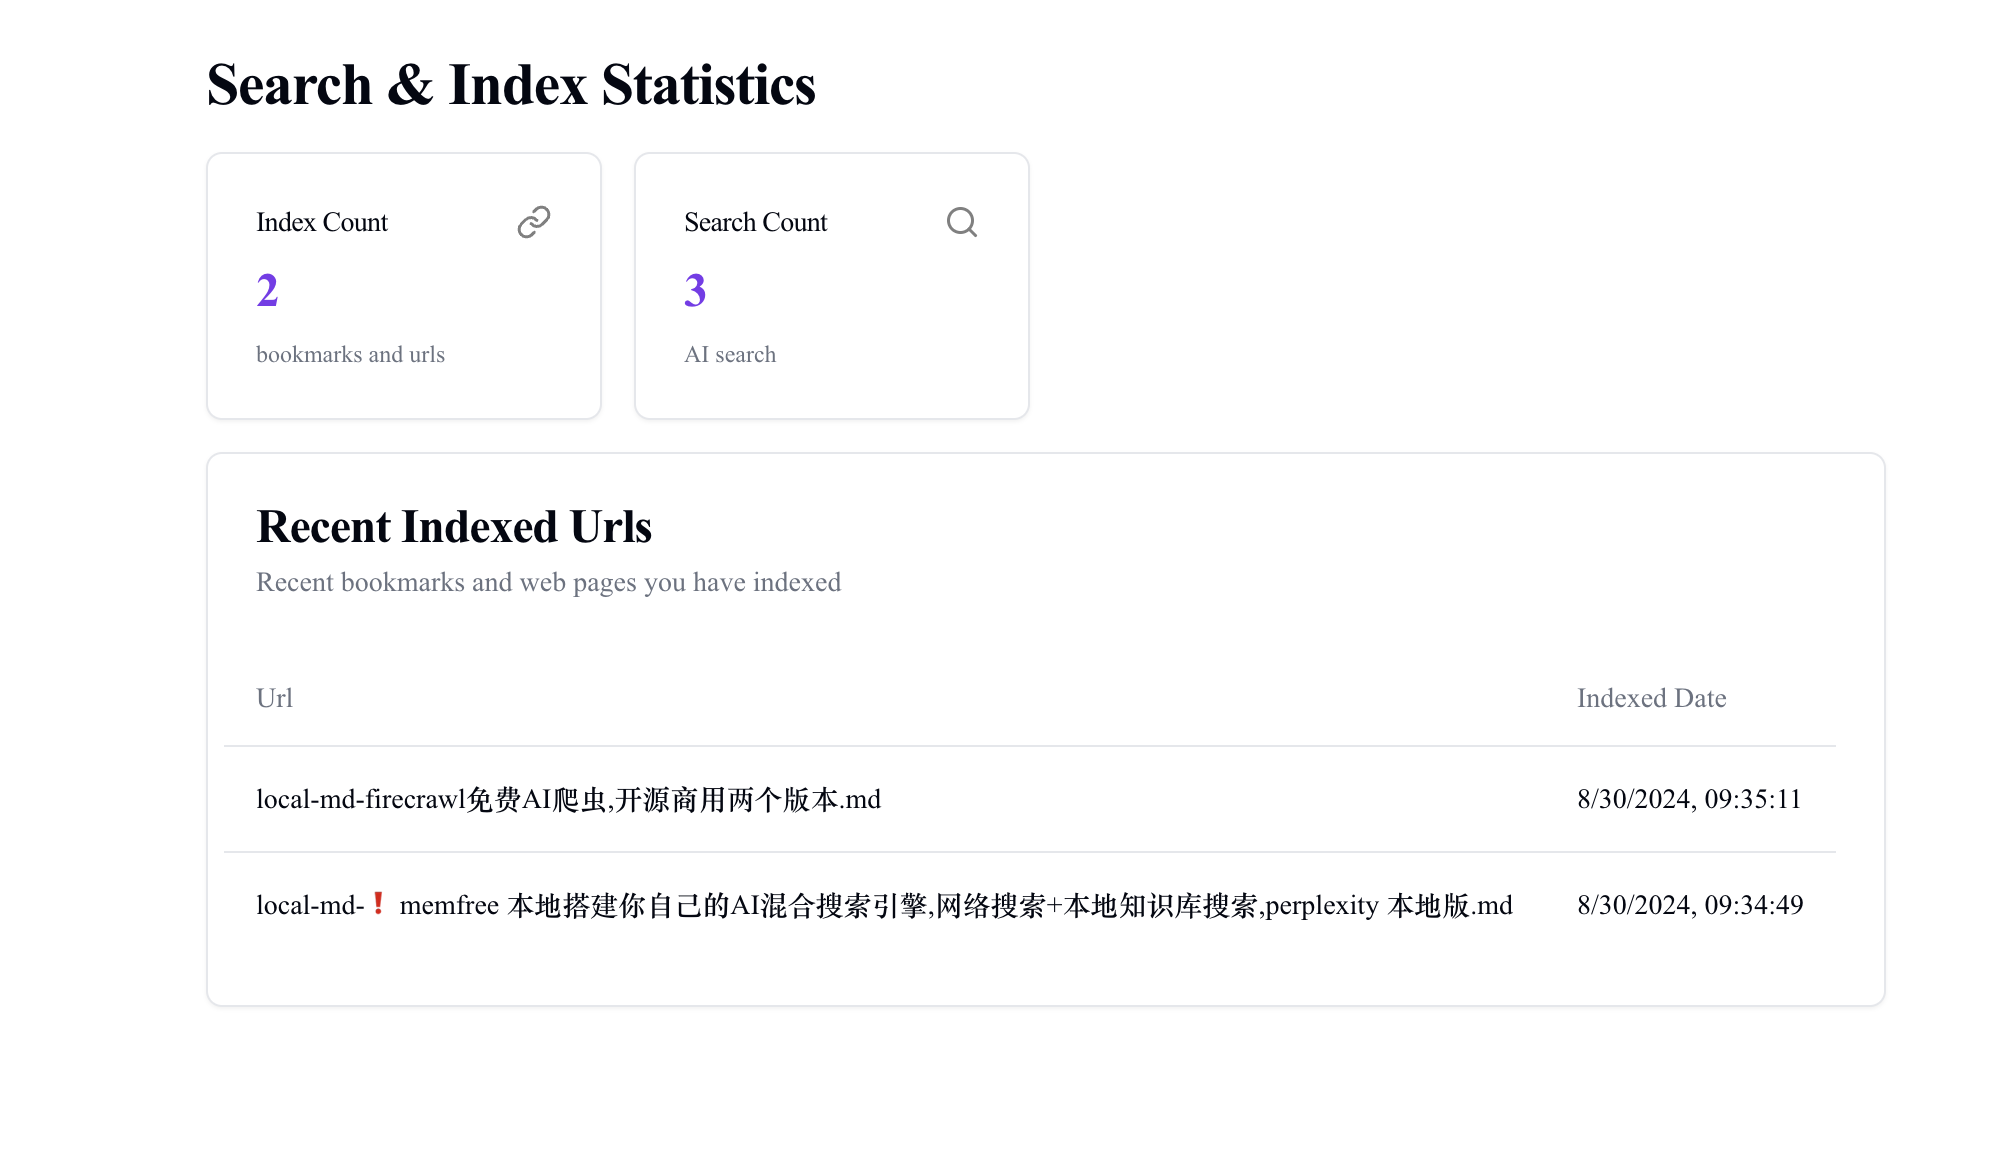 Search & Index Statistics
Index Count
2
bookmarks and urls
Search Count
3
AI search
Recent Indexed Urls
Recent bookmarks and web pages you have indexed
Url Indexed Date
local-md-firecrawl免费AI爬虫,开源商用两个版本.md 8/30/2024, 09:35:11
local-md-❗ memfree 本地搭建你自己的AI混合搜索引擎,网络搜索+本地知识库搜索,perplexity 本地版.md 8/30/2024, 09:34:49